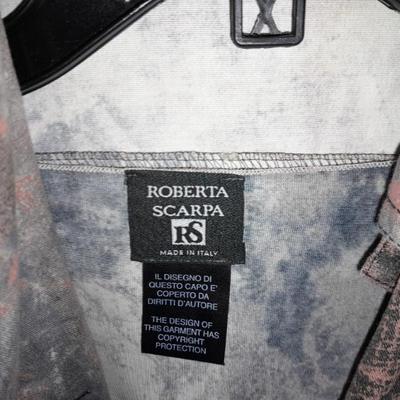 ROBERTA
SCARPA
RS
MADE IN ITALY
IL DISEGNO DI
QUESTO CAPO E'
COPERTO DA
DIRITTI D'AUTORE
THE DESIGN OF
THIS GARMENT HAS
COPYRIGHT
PROTECTION